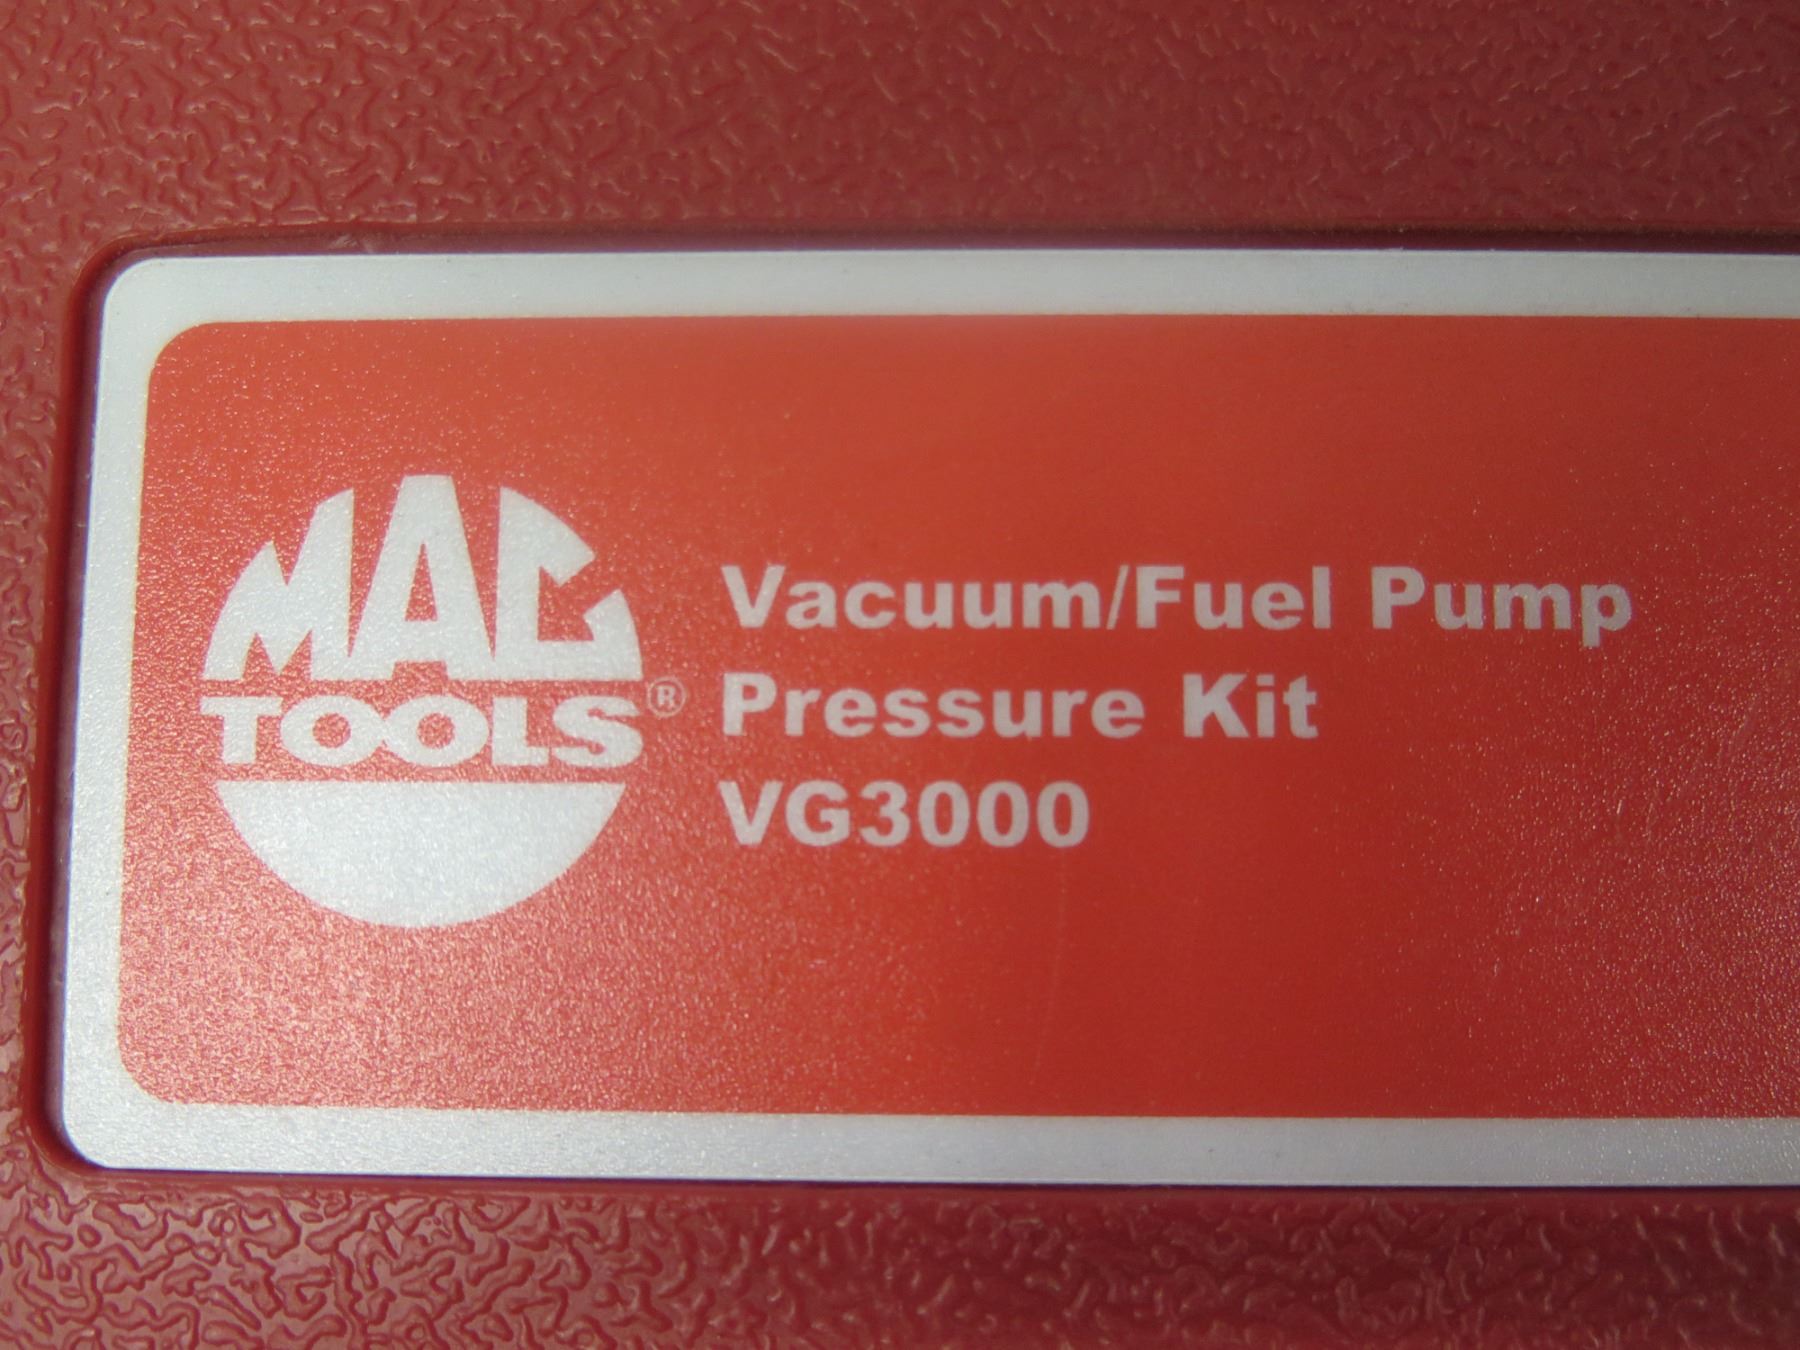 MAC
TOOLS®
Vacuum/Fuel Pump
Pressure Kit
VG3000